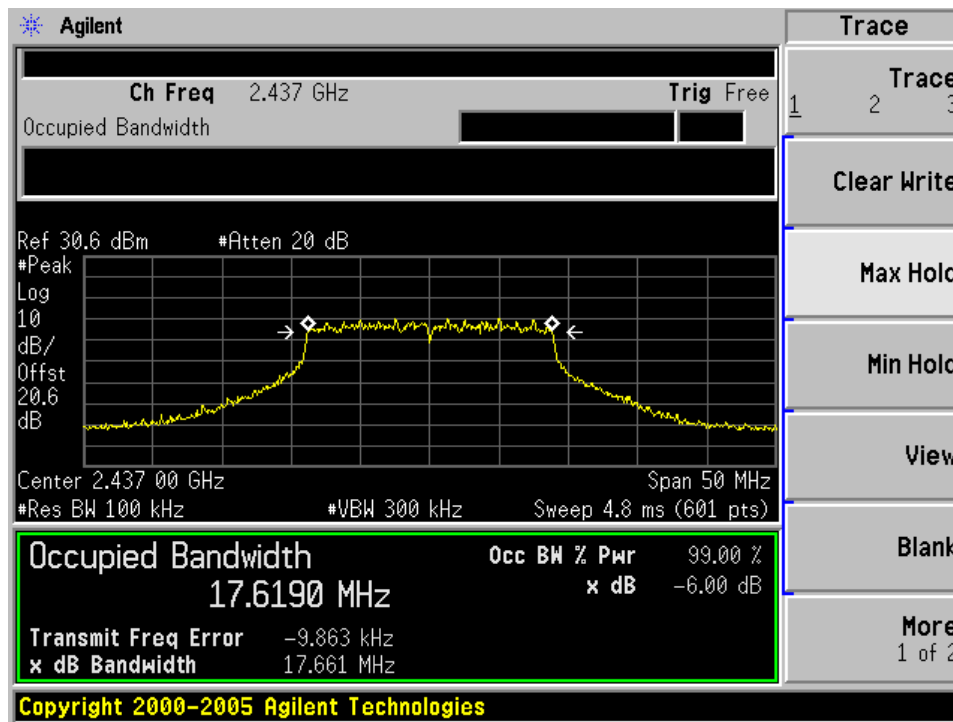 Agilent
Trace
Ch Freq 2.437 GHz Trig Free
Occupied Bandwidth
Trace
1 2 3
Clear Write
Max Hold
Min Hold
View
Blank
More
1 of 2
Ref 30.6 dBm #Atten 20 dB
#Peak
Log
10
dB/
Offst
20.6
dB
Center 2.437 00 GHz Span 50 MHz
#Res BW 100 kHz #VBW 300 kHz Sweep 4.8 ms (601 pts)
Occupied Bandwidth Occ BW % Pwr 99.00 %
17.6190 MHz x dB -6.00 dB
Transmit Freq Error -9.863 kHz
x dB Bandwidth 17.661 MHz
Copyright 2000-2005 Agilent Technologies